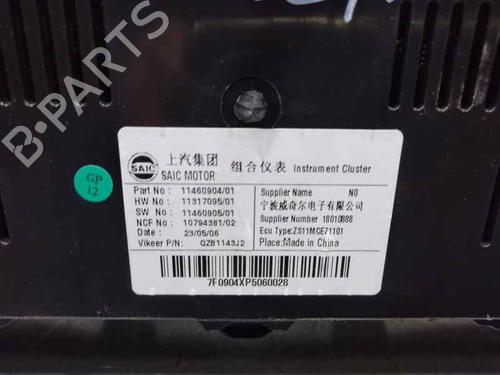 B-PARTS
GP
12
SAIC
上汽集团
SAIC MOTOR
组合仪表 Instrument Cluster
Part No : 11460904/01
HW No : 11317095/01
SW No : 11460905/01
NCF No : 10794381/02
Date : 23/05/06
Vikeer P/N: QZB1143J2
Supplier Name NO
宁波威奇尔电子有限公司
Supplier Number 18010888
Ecu Type:ZS11MCE71101
Place:Made in China
7F0904XP5060028